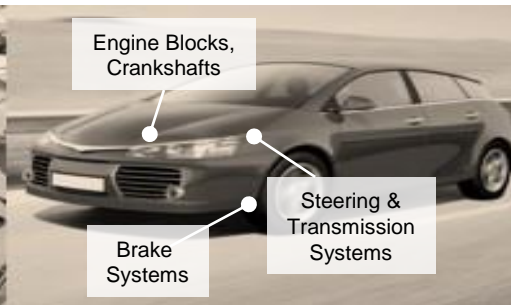 Engine Blocks,
Crankshafts
Steering &
Transmission
Systems
Brake
Systems